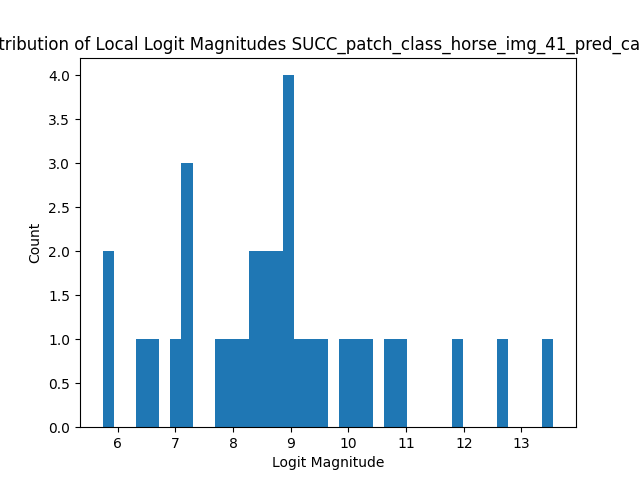 tribution of Local Logit Magnitudes SUCC_patch_class_horse_img_41_pred_ca
4.0
3.5
3.0
2.5
2.0
1.5
1.0
0.5
0.0
Count
6 7 8 9 10 11 12 13
Logit Magnitude